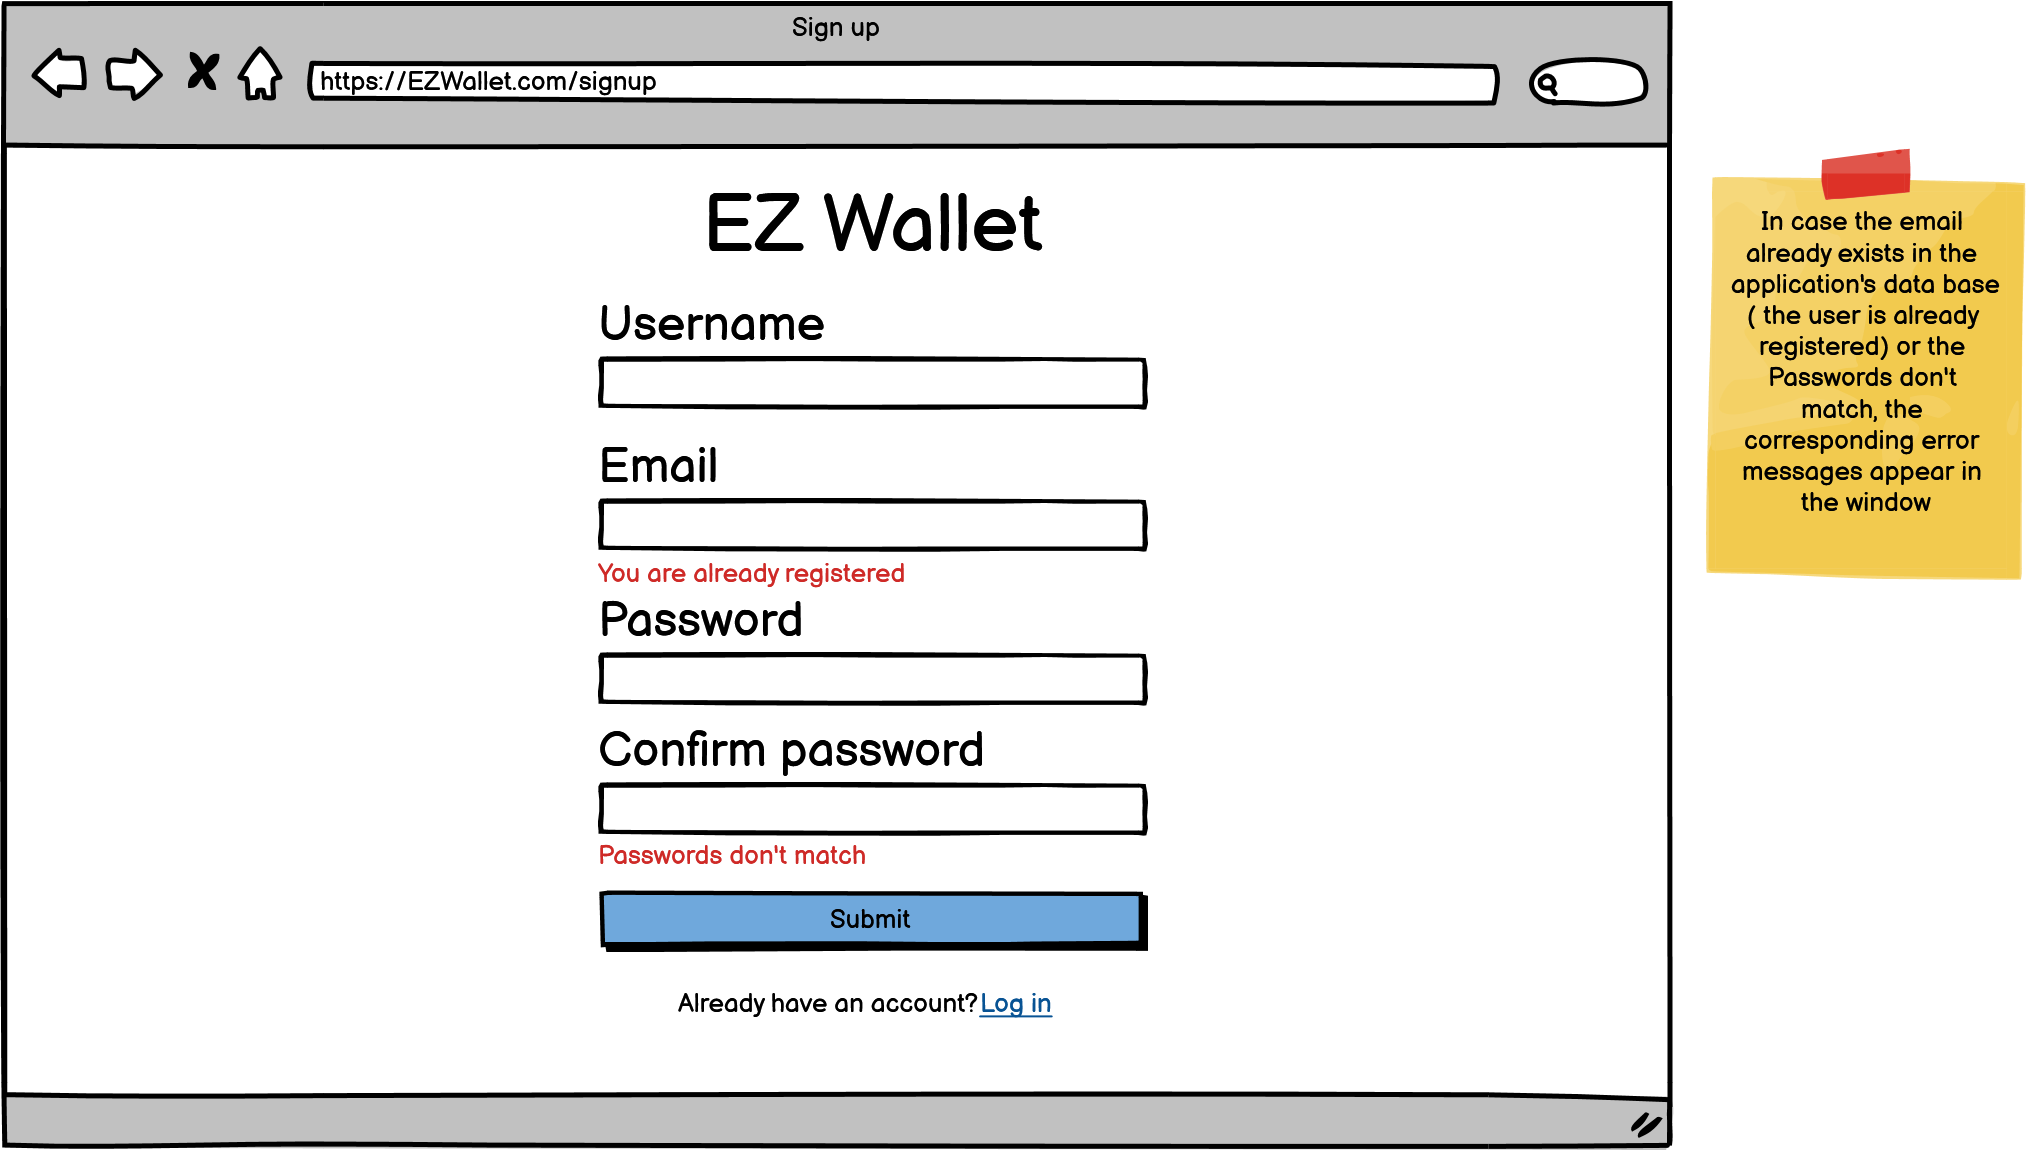 Sign up
https://EZWallet.com/signup
EZ Wallet
Username
Email
You are already registered
Password
Confirm password
Passwords don't match
Submit
Already have an account? Log in
In case the email
already exists in the
application's data base
( the user is already
registered) or the
Passwords don't
match, the
corresponding error
messages appear in
the window